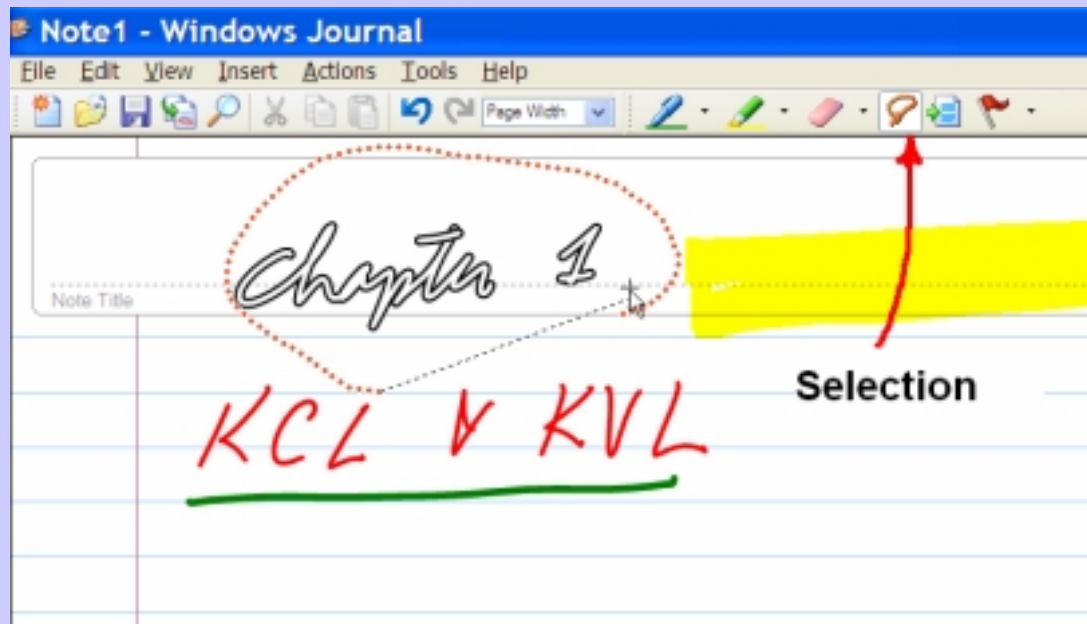 Note1 - Windows Journal
File Edit View Insert Actions Tools Help
Page Width
Chapter 1
Note Title
Selection
KCL & KVL